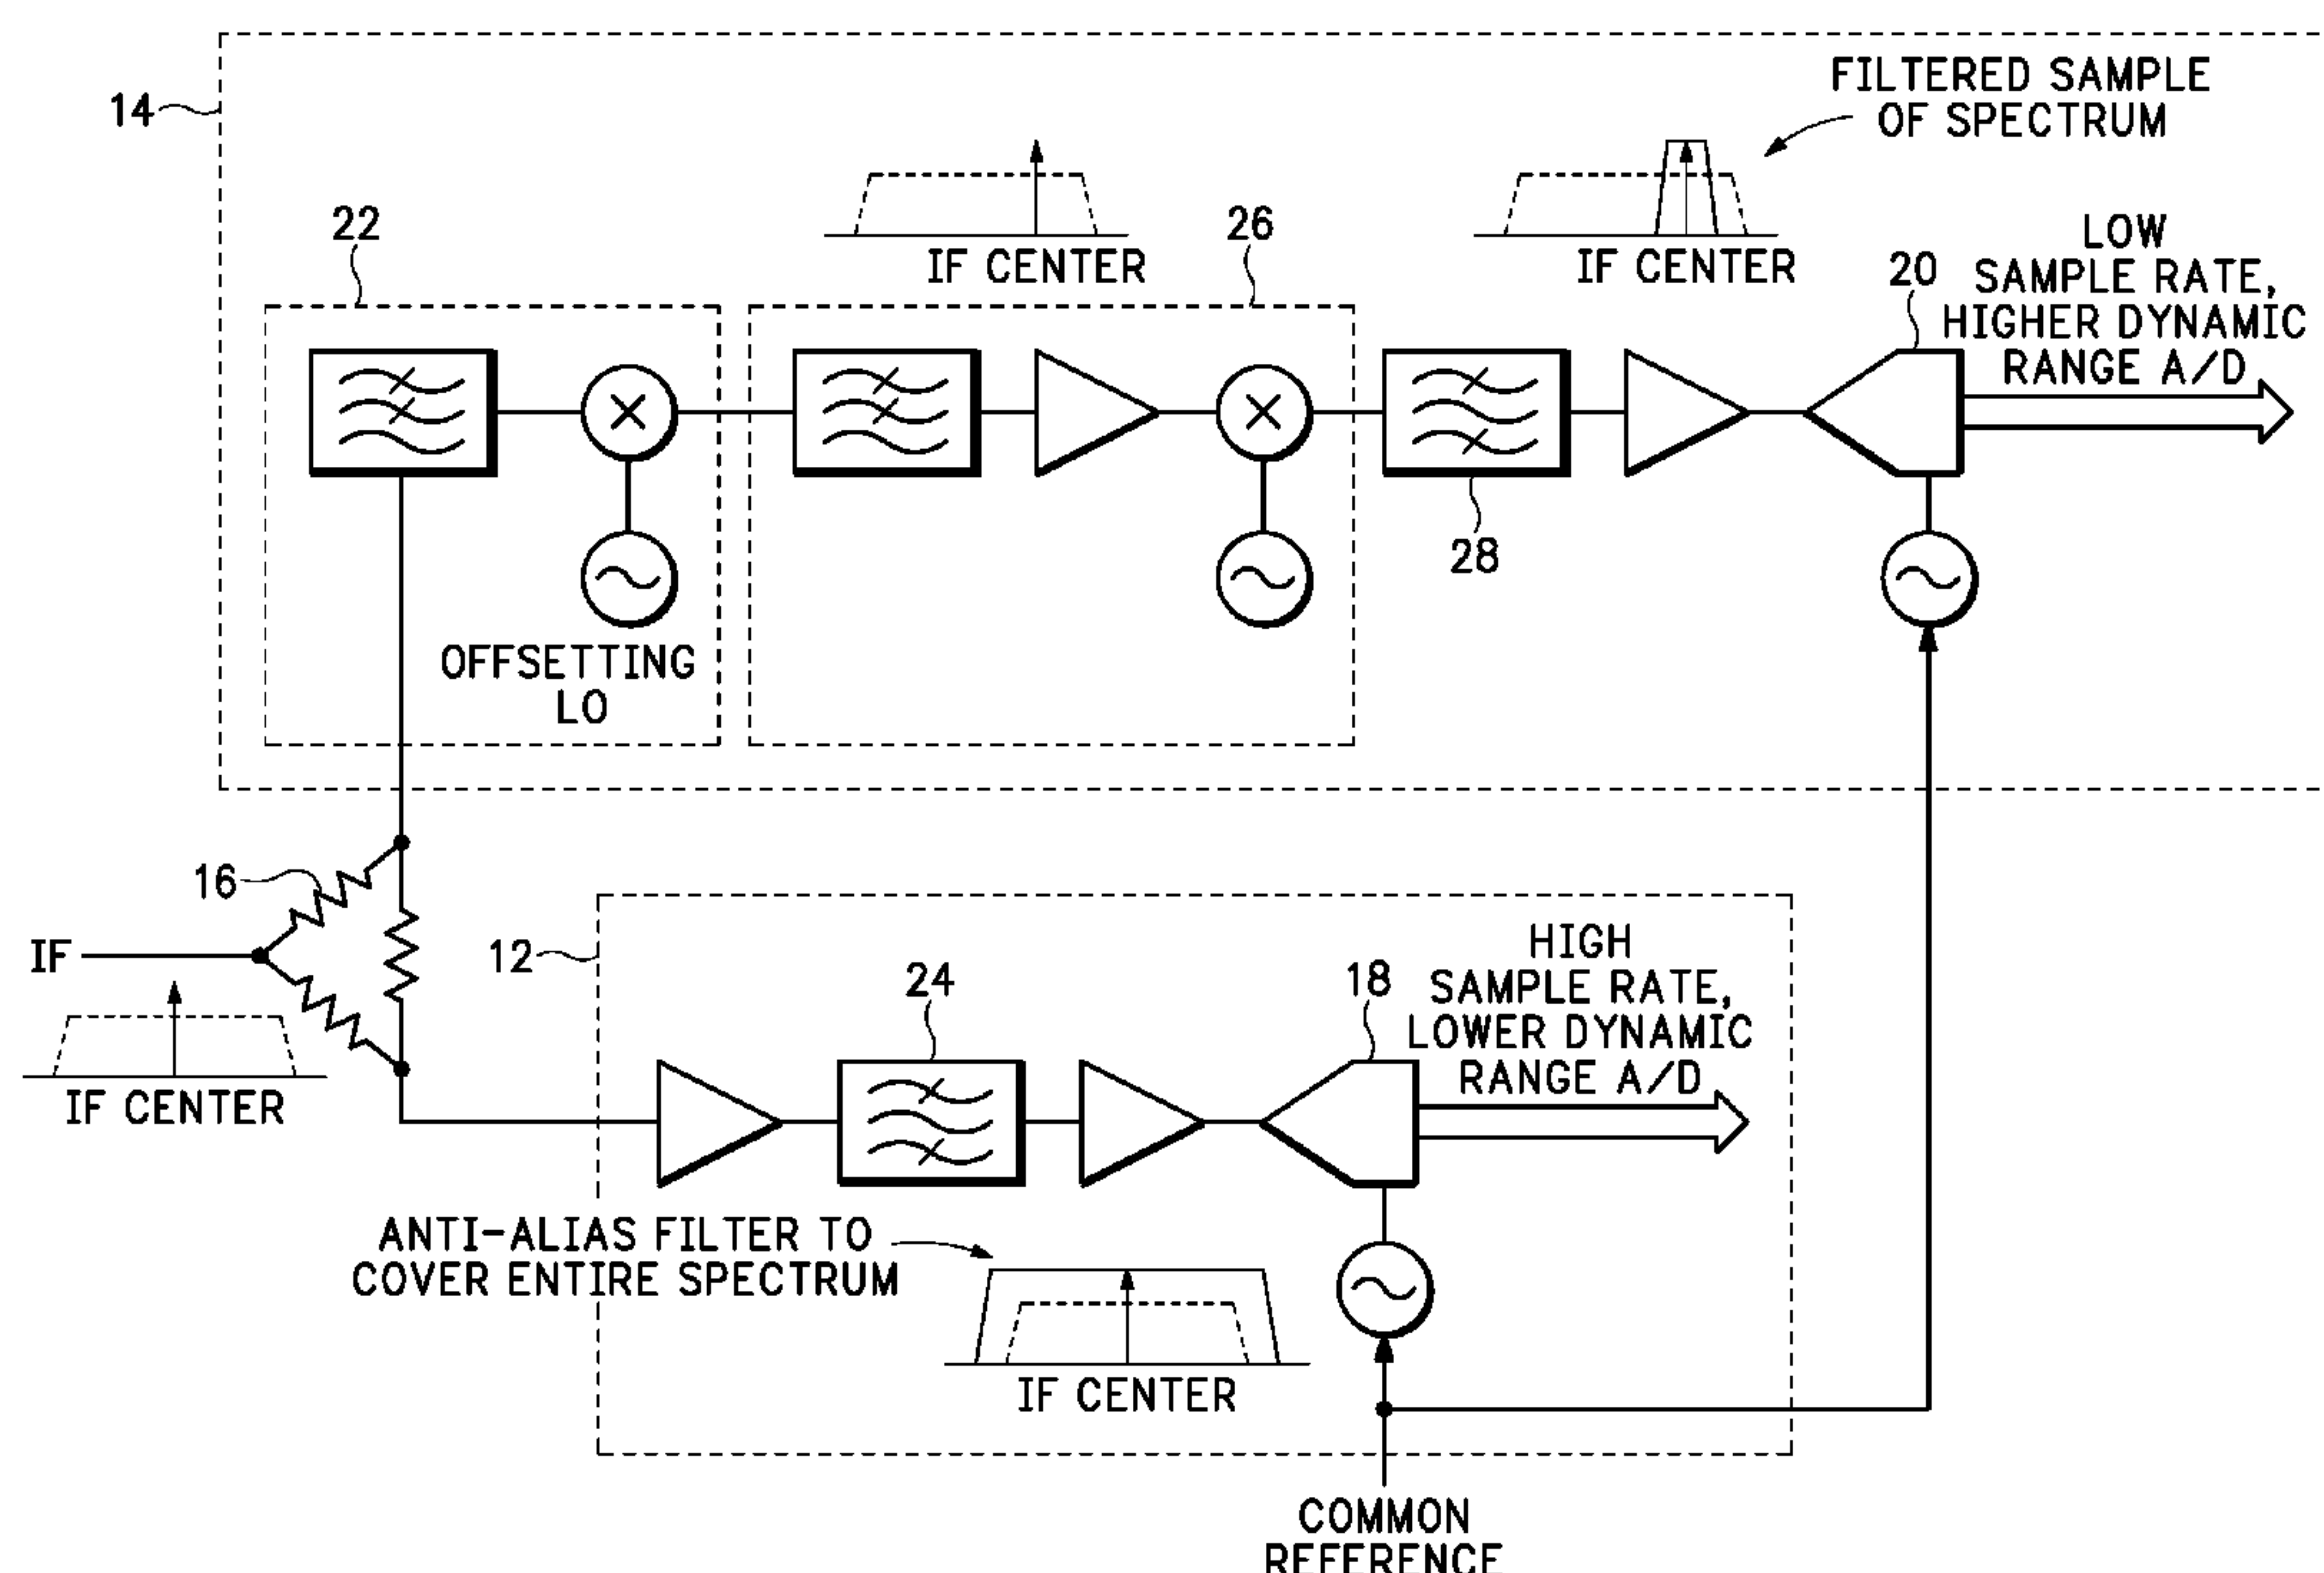 14
FILTERED SAMPLE
OF SPECTRUM
22
26
IF CENTER
IF CENTER
20
LOW
SAMPLE RATE,
HIGHER DYNAMIC
RANGE A/D
28
OFFSETTING
LO
16
IF
IF CENTER
12
24
18
HIGH
SAMPLE RATE,
LOWER DYNAMIC
RANGE A/D
ANTI-ALIAS FILTER TO
COVER ENTIRE SPECTRUM
IF CENTER
COMMON
REFERENCE